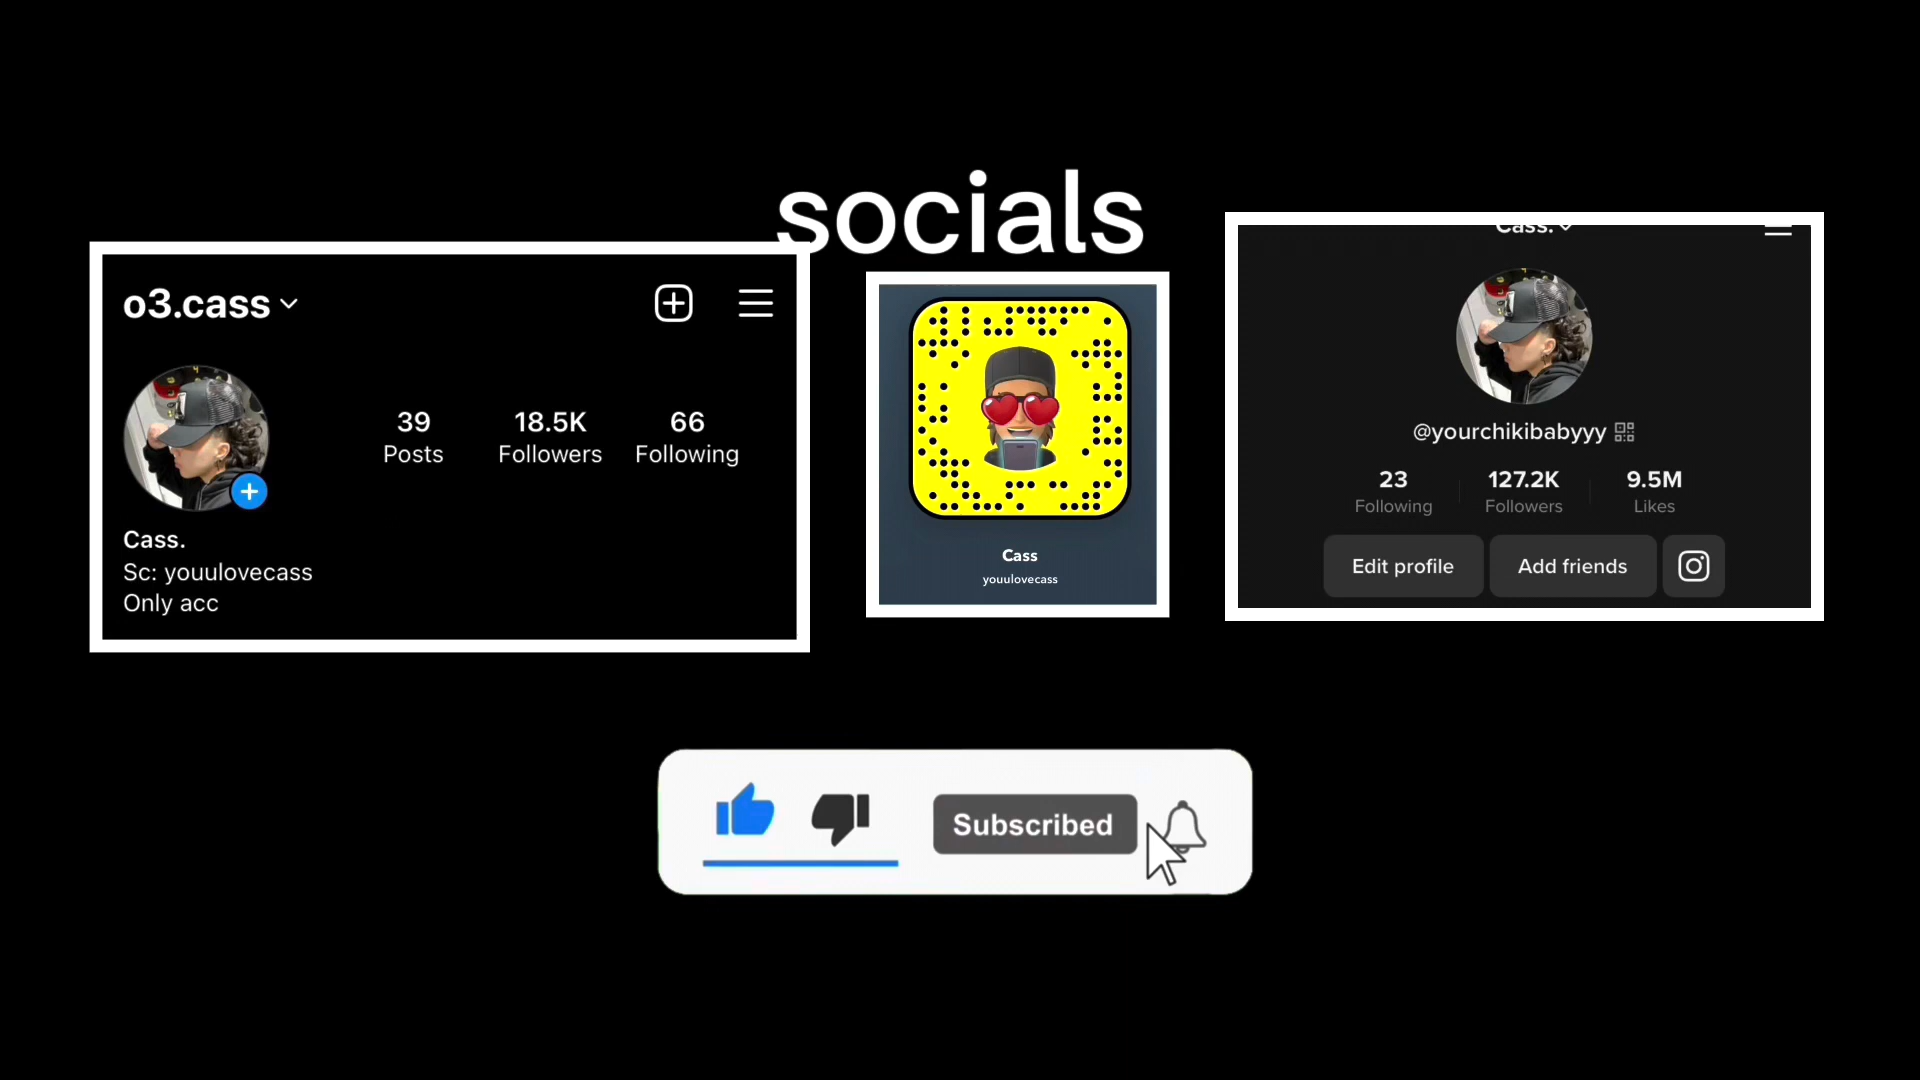 socials
o3.cass
39
Posts
18.5K
Followers
66
Following
Cass.
Sc: youulovecass
Only acc
Cass
youulovecass
Cass.
@yourchikibabyyy
23
Following
127.2K
Followers
9.5M
Likes
Edit profile
Add friends
Subscribed